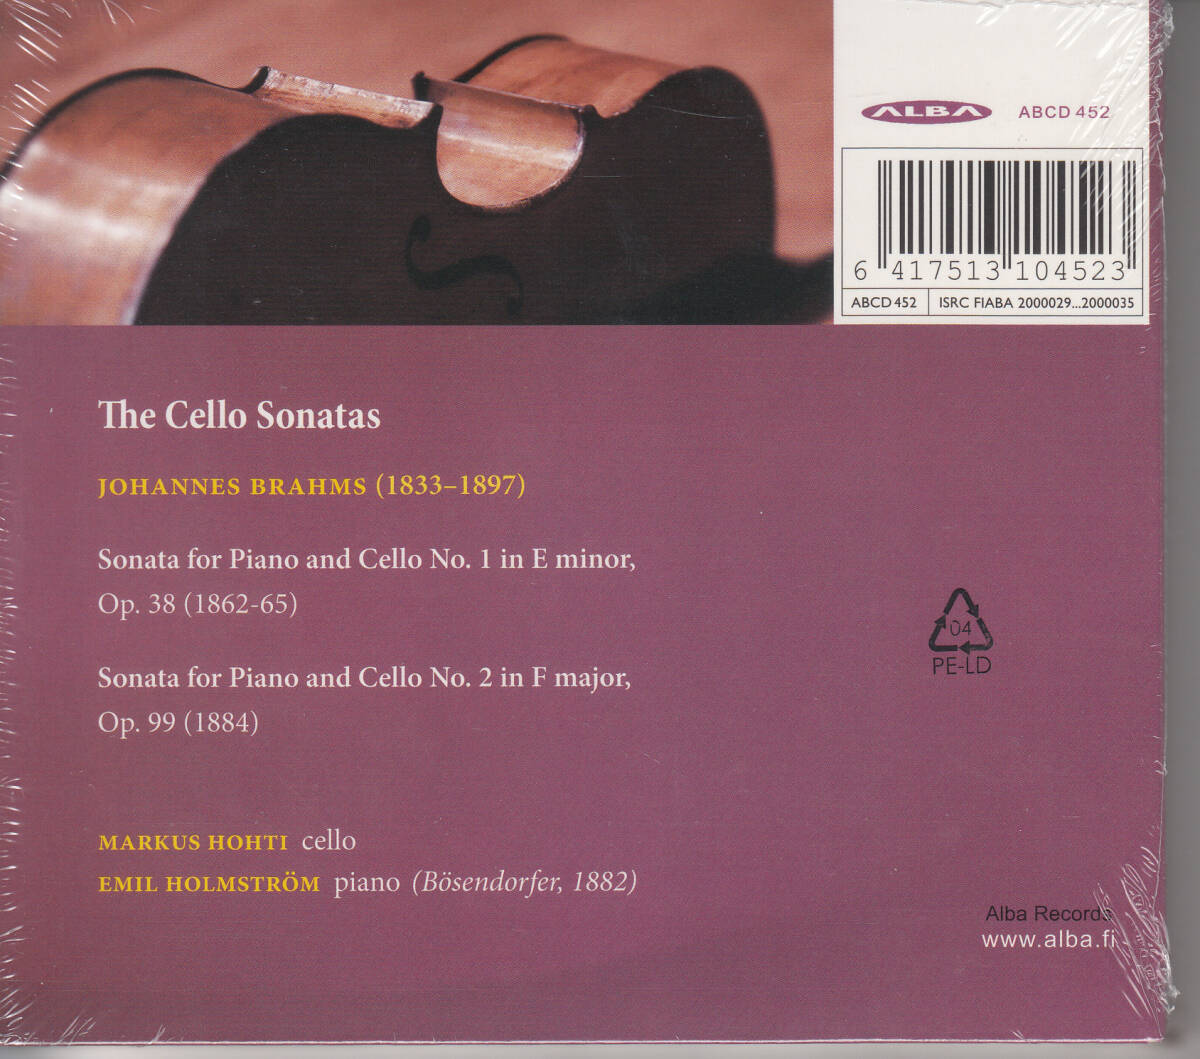 ALBA ABCD 452
6 417513 104523
ABCD 452 ISRC FIABA 2000029...2000035
The Cello Sonatas
JOHANNES BRAHMS (1833–1897)
Sonata for Piano and Cello No. 1 in E minor,
Op. 38 (1862-65)
Sonata for Piano and Cello No. 2 in F major,
Op. 99 (1884)
04
PE-LD
MARKUS HOHTI cello
EMIL HOLMSTRÖM piano (Bösendorfer, 1882)
Alba Records
www.alba.fi